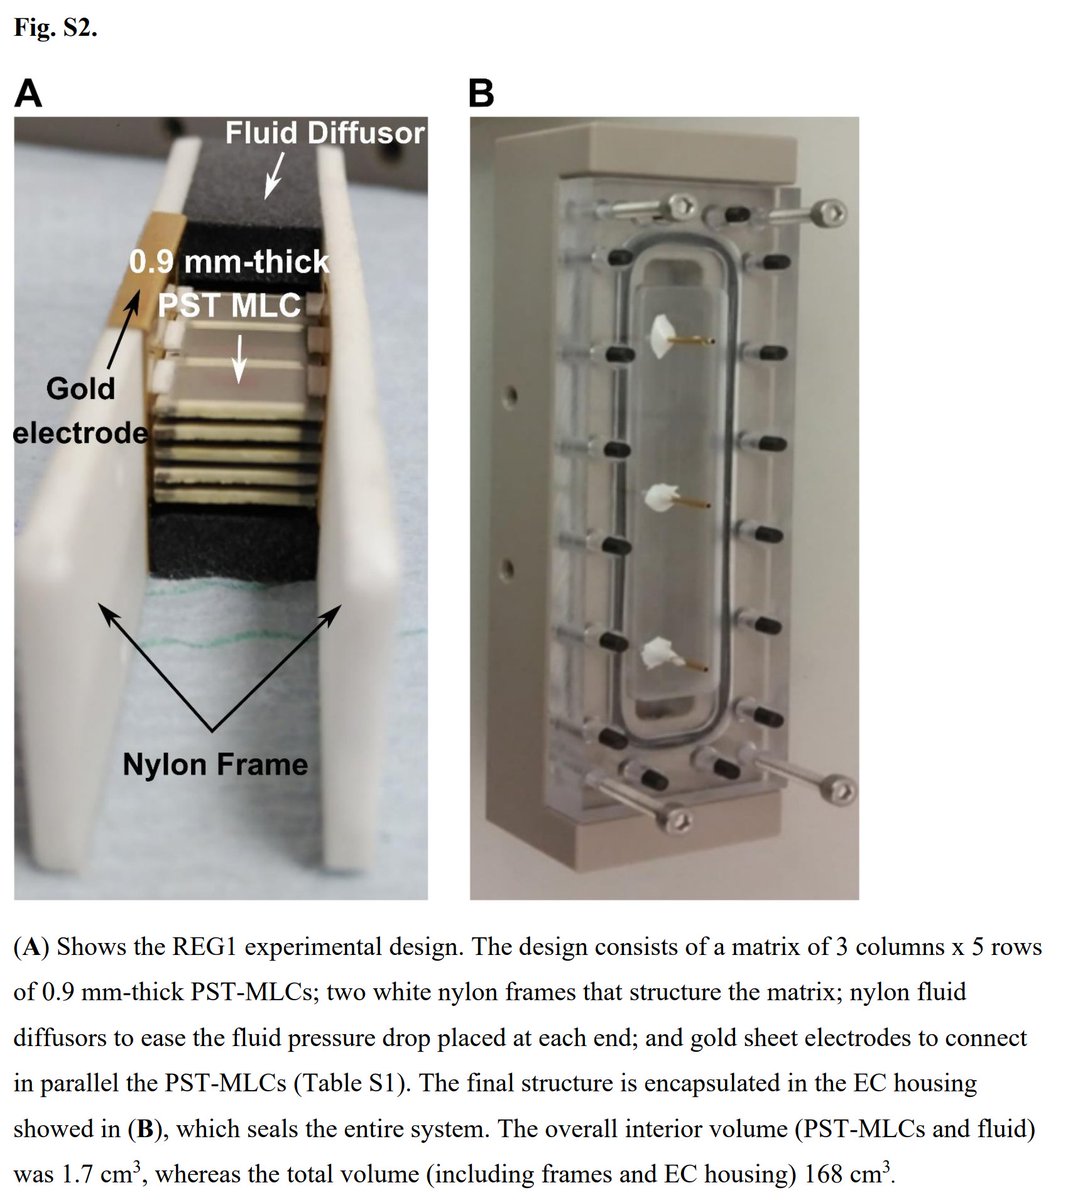 Fig. S2.
A
B
Fluid Diffusor
0.9 mm-thick
PST MLC
Gold
electrode
Nylon Frame
(A) Shows the REG1 experimental design. The design consists of a matrix of 3 columns x 5 rows
of 0.9 mm-thick PST-MLCs; two white nylon frames that structure the matrix; nylon fluid
diffusors to ease the fluid pressure drop placed at each end; and gold sheet electrodes to connect
in parallel the PST-MLCs (Table S1). The final structure is encapsulated in the EC housing
showed in (B), which seals the entire system. The overall interior volume (PST-MLCs and fluid)
was 1.7 cm³, whereas the total volume (including frames and EC housing) 168 cm³.